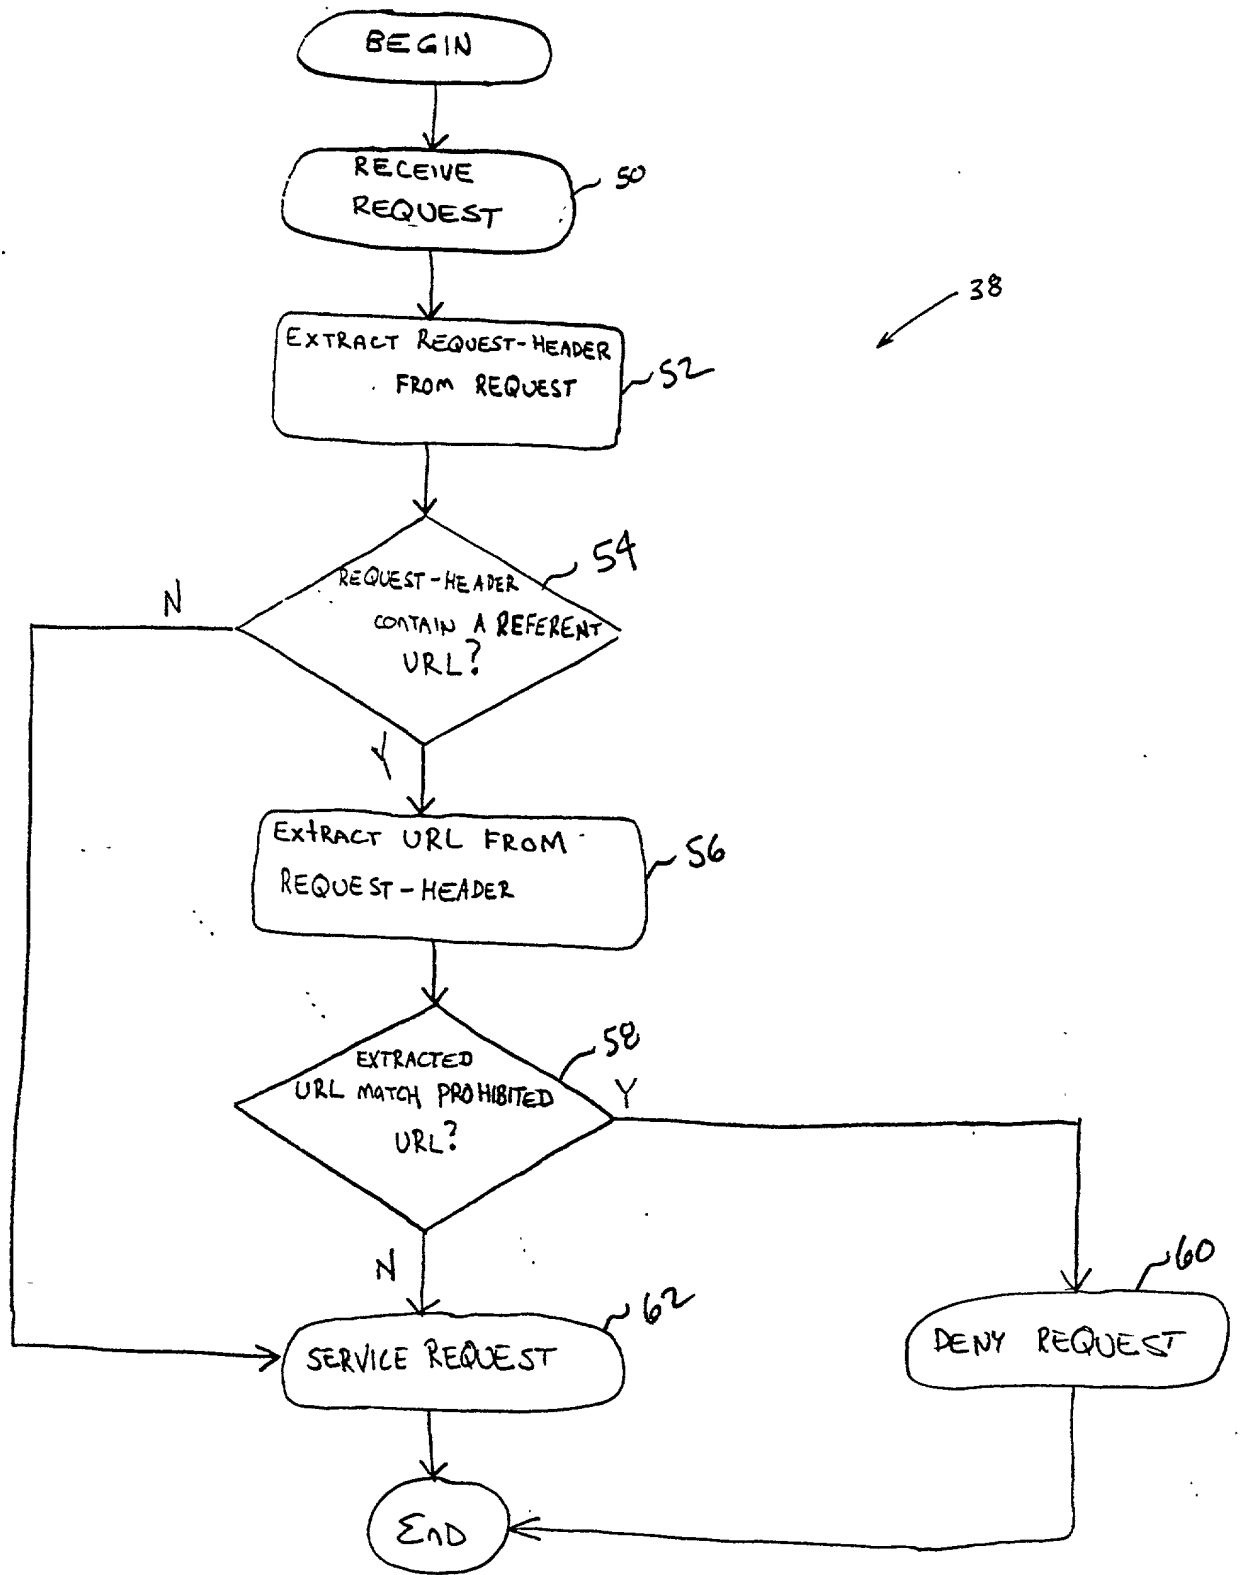 BEGIN
RECEIVE
REQUEST
50
38
EXTRACT REQUEST-HEADER
FROM REQUEST
52
54
REQUEST-HEADER
CONTAIN A REFERENT
URL?
N
Y
EXTRACT URL FROM
REQUEST-HEADER
56
58
EXTRACTED
URL MATCH PROHIBITED
URL?
Y
N
60
62
SERVICE REQUEST
DENY REQUEST
END